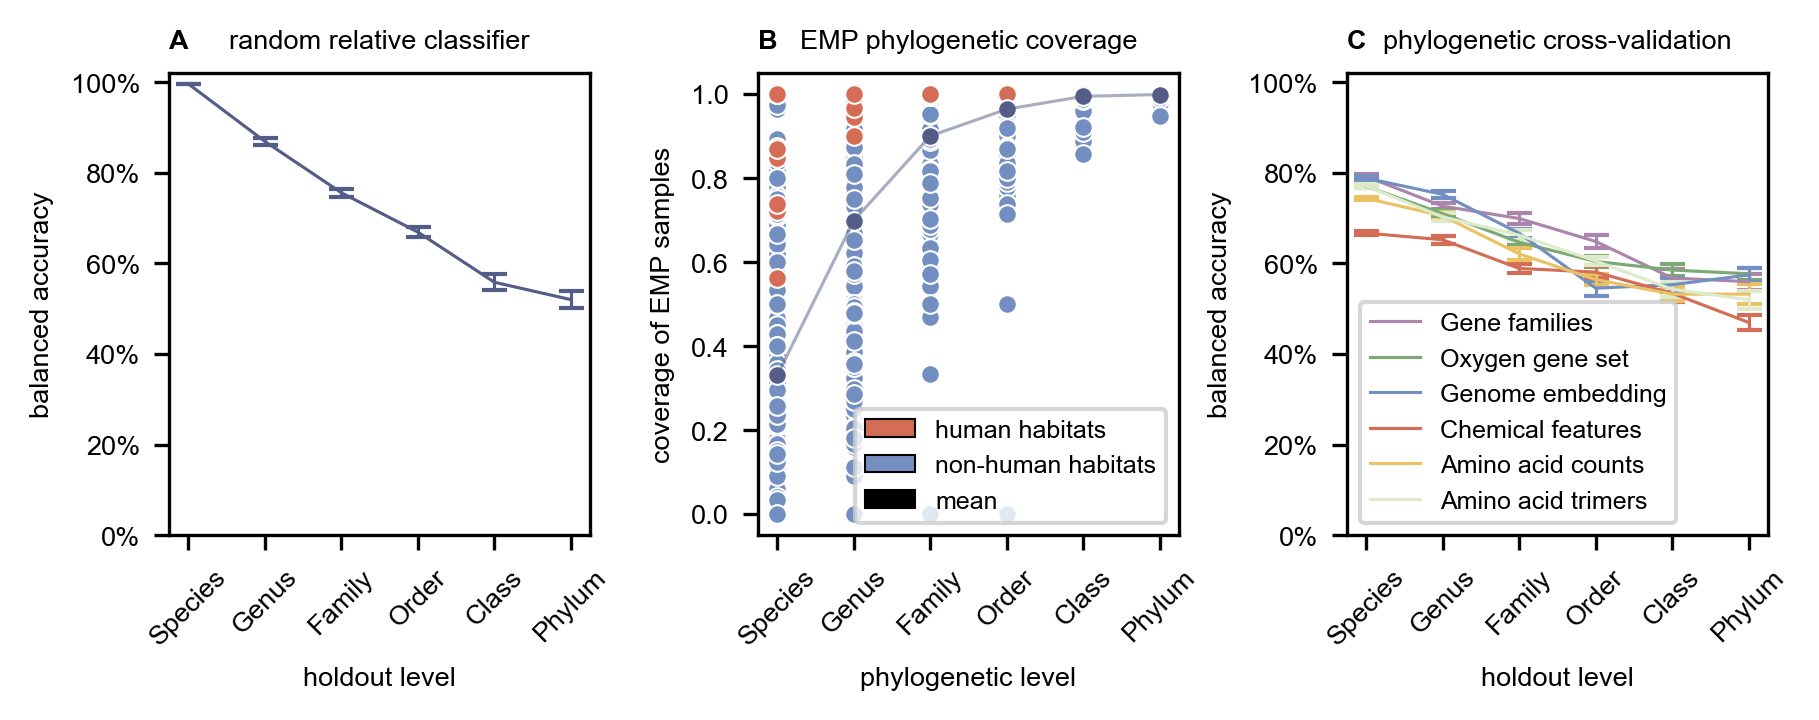 A random relative classifier
100%
80%
60%
40%
20%
0%
balanced accuracy
Species
Genus
Family
Order
Class
Phylum
holdout level
B EMP phylogenetic coverage
1.0
0.8
0.6
0.4
0.2
0.0
coverage of EMP samples
human habitats
non-human habitats
mean
Species
Genus
Family
Order
Class
Phylum
phylogenetic level
C phylogenetic cross-validation
100%
80%
60%
40%
20%
0%
balanced accuracy
Gene families
Oxygen gene set
Genome embedding
Chemical features
Amino acid counts
Amino acid trimers
Species
Genus
Family
Order
Class
Phylum
holdout level